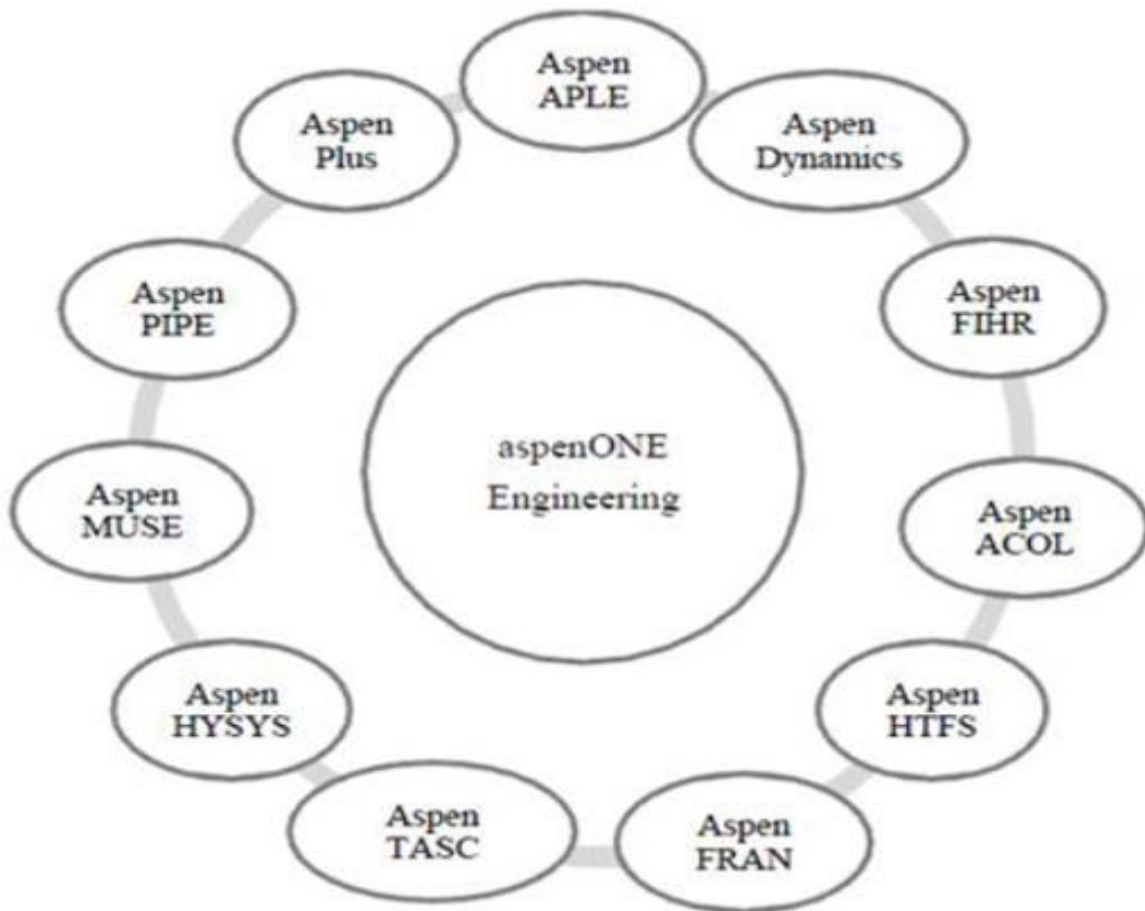 Aspen
APLE
Aspen
Dynamics
Aspen
FIHR
Aspen
ACOL
Aspen
HTFS
Aspen
FRAN
Aspen
TASC
Aspen
HYSYS
Aspen
MUSE
Aspen
PIPE
Aspen
Plus
aspenONE
Engineering